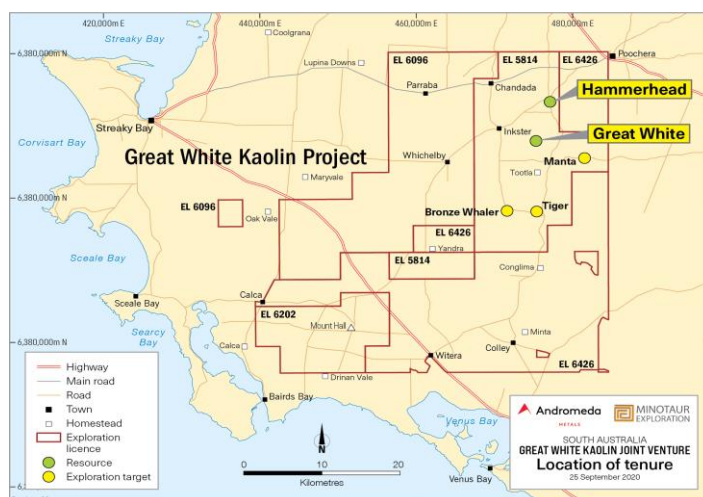 420,000m E
440,000m E
460,000m E
480,000m E
6,380,000m N
6,380,000m N
6,380,000m N
Streaky Bay
Coolgrana
Lupina Downs
EL 6096
EL 5814
EL 6426
Poochera
Parraba
Chandada
Hammerhead
Streaky Bay
Inkster
Great White
Corvisart Bay
Great White Kaolin Project
Whichelby
Manta
Maryvale
Tootla
EL 6096
Oak Vale
Bronze Whaler
Tiger
EL 6426
Yandra
EL 5814
Sceale Bay
Conglima
Calca
Sceale Bay
EL 6202
Searcy
Bay
Mount Hall
Minta
Calca
Colley
Witera
EL 6426
Drinan Vale
Bairds Bay
Venus Bay
Venus Bay
Highway
Main road
Road
Town
Homestead
Exploration
licence
Resource
Exploration target
N
0
10
20
Kilometres
Andromeda
METALS
MINOTAUR
EXPLORATION
SOUTH AUSTRALIA
GREAT WHITE KAOLIN JOINT VENTURE
Location of tenure
25 September 2020